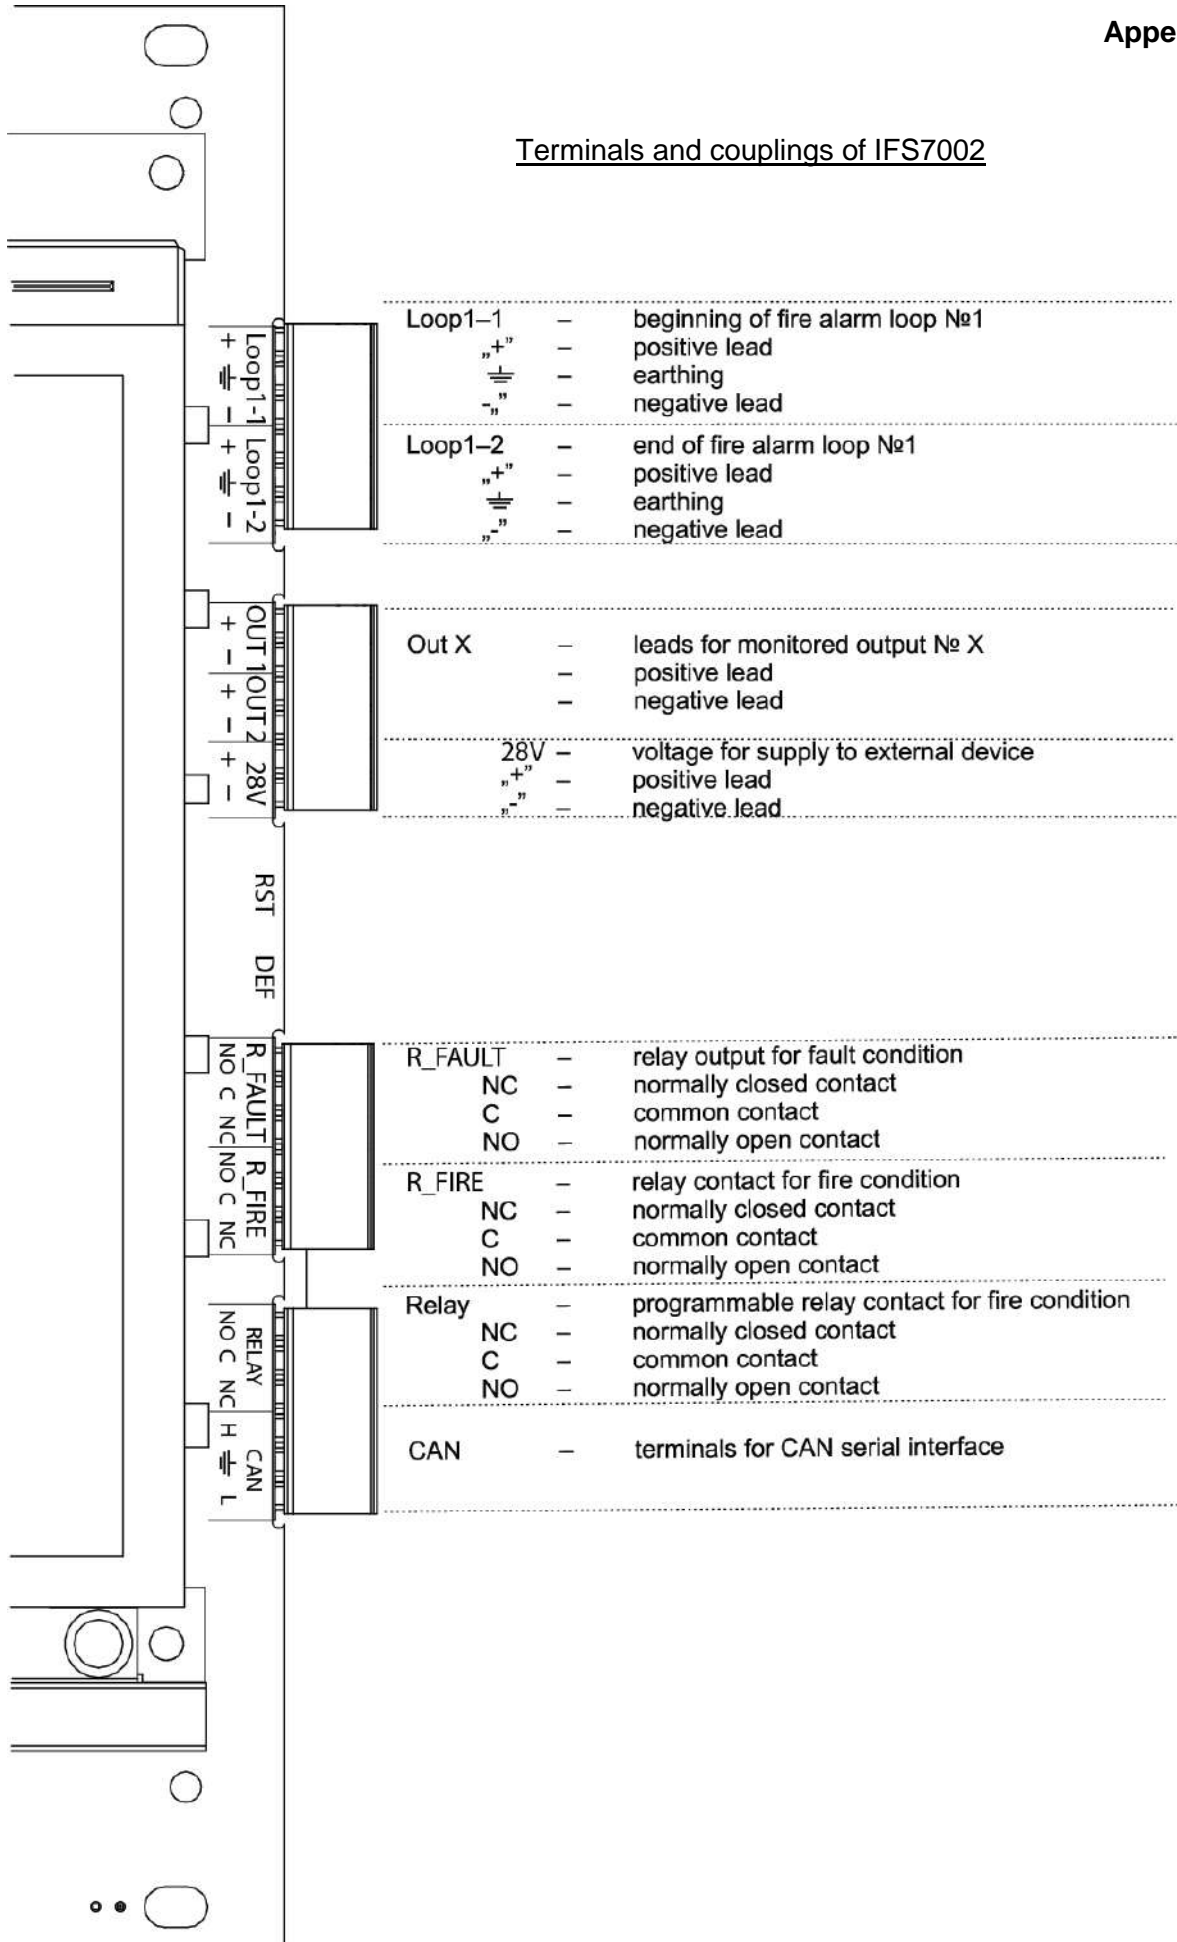 Appe
Terminals and couplings of IFS7002
Loop1-1
+ ⏚ -
Loop1-2
+ ⏚ -
Loop1–1 – beginning of fire alarm loop №1
„+” – positive lead
⏚ – earthing
-„” – negative lead
Loop1–2 – end of fire alarm loop №1
„+” – positive lead
⏚ – earthing
„-” – negative lead
OUT 1
+ -
OUT 2
+ -
28V
+ -
Out X – leads for monitored output № X
– positive lead
– negative lead
28V – voltage for supply to external device
„+” – positive lead
„-” – negative lead
RST
DEF
R_FAULT
NO C NC
R_FIRE
NO C NC
R_FAULT – relay output for fault condition
NC – normally closed contact
C – common contact
NO – normally open contact
R_FIRE – relay contact for fire condition
NC – normally closed contact
C – common contact
NO – normally open contact
RELAY
NO C NC
CAN
H ⏚ L
Relay – programmable relay contact for fire condition
NC – normally closed contact
C – common contact
NO – normally open contact
CAN – terminals for CAN serial interface